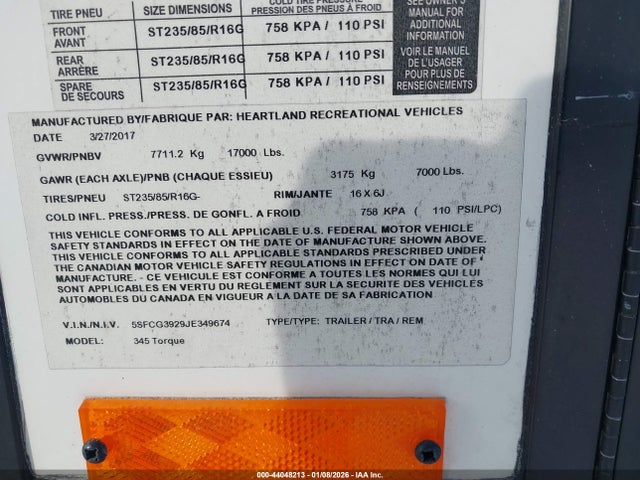 COLD TIRE PRESSURE
TIRE PNEU SIZE DIMENSIONS PRESSION DES PNEUS À FROID
SEE OWNER'S
MANUAL FOR
ADDITIONAL
INFORMATION
VOIR LE MANUEL
DE L'USAGER
POUR PLUS DE
RENSEIGNEMENTS
FRONT
AVANT ST235/85/R16G 758 KPA / 110 PSI
REAR
ARRIÈRE ST235/85/R16G 758 KPA / 110 PSI
SPARE
DE SECOURS ST235/85/R16G 758 KPA / 110 PSI
MANUFACTURED BY/FABRIQUE PAR: HEARTLAND RECREATIONAL VEHICLES
DATE 3/27/2017
GVWR/PNBV 7711.2 Kg 17000 Lbs.
GAWR (EACH AXLE)/PNB (CHAQUE ESSIEU) 3175 Kg 7000 Lbs.
TIRES/PNEU ST235/85/R16G- RIM/JANTE 16 X 6J
COLD INFL. PRESS./PRESS. DE GONFL. A FROID 758 KPA ( 110 PSI/LPC)
THIS VEHICLE CONFORMS TO ALL APPLICABLE U.S. FEDERAL MOTOR VEHICLE
SAFETY STANDARDS IN EFFECT ON THE DATE OF MANUFACTURE SHOWN ABOVE.
THIS VEHICLE CONFORMS TO ALL APPLICABLE STANDARDS PRESCRIBED UNDER
THE CANADIAN MOTOR VEHICLE SAFETY REGULATIONS IN EFFECT ON DATE OF
MANUFACTURE. - CE VEHICULE EST CONFORME A TOUTES LES NORMES QUI LUI
SONT APPLICABLES EN VERTU DU REGLEMENT SUR LA SECURITE DES VEHICLES
AUTOMOBILES DU CANADA EN VIGUEUR A LA DATE DE SA FABRICATION
V.I.N./N.I.V. 5SFCG3929JE349674 TYPE/TYPE: TRAILER / TRA / REM
MODEL: 345 Torque
000-44048213 - 01/08/2026 - IAA Inc.